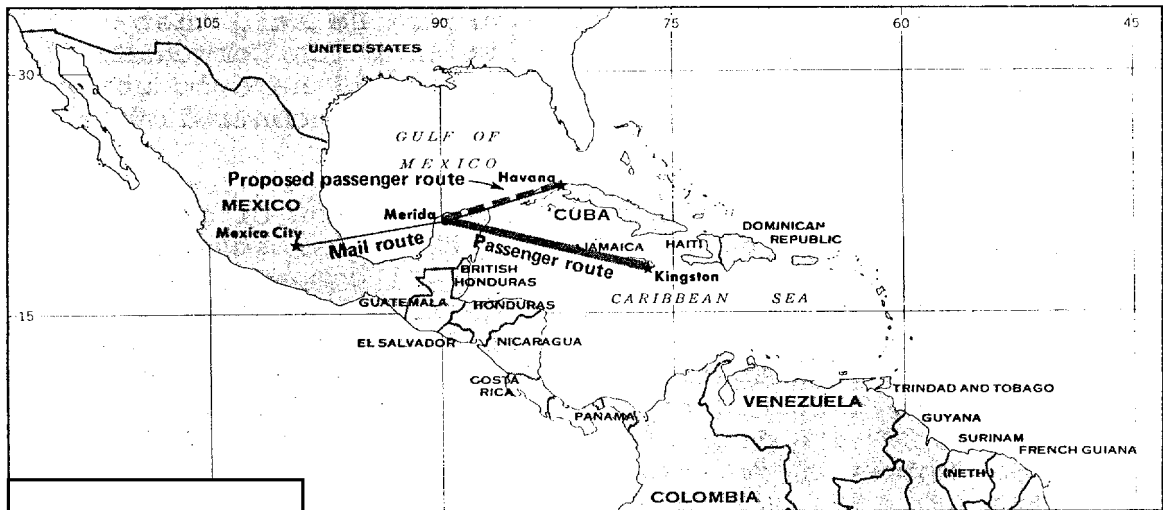 105
90
75
60
45
UNITED STATES
30
GULF OF
MEXICO
Havana
Proposed passenger route
MEXICO
Merida
CUBA
Mexico City
Mail route
Passenger route
JAMAICA
HAITI
DOMINICAN
REPUBLIC
Kingston
BRITISH
HONDURAS
CARIBBEAN SEA
GUATEMALA
HONDURAS
15
EL SALVADOR
NICARAGUA
COSTA
RICA
PANAMA
VENEZUELA
TRINIDAD AND TOBAGO
GUYANA
SURINAM
FRENCH GUIANA
(NETH.)
COLOMBIA